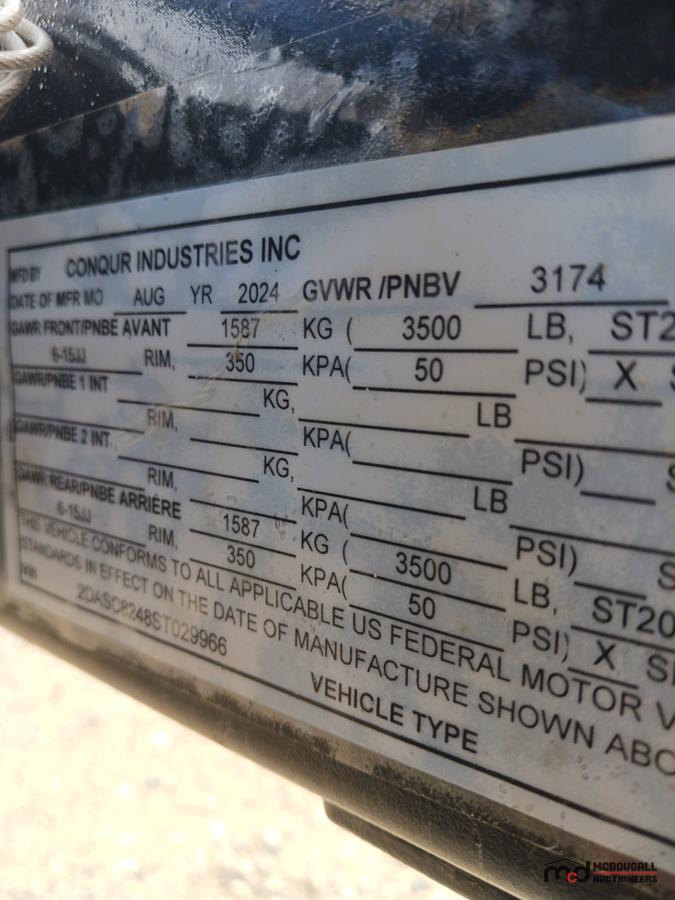 MFD BY CONQUR INDUSTRIES INC
DATE OF MFR MO AUG YR 2024 GVWR /PNBV 3174
GAWR FRONT/PNBE AVANT 1587 KG ( 3500 LB, ST2
6-15JJ RIM, 350 KPA( 50 PSI) X S
GAWR/PNBE 1 INT KG, LB
RIM, KPA( PSI) S
GAWR/PNBE 2 INT KG, LB
RIM, KPA( PSI) S
GAWR REAR/PNBE ARRIÉRE 1587 KG ( 3500 LB, ST20
6-15JJ RIM, 350 KPA( 50 PSI) X SI
THIS VEHICLE CONFORMS TO ALL APPLICABLE US FEDERAL MOTOR V
STANDARDS IN EFFECT ON THE DATE OF MANUFACTURE SHOWN ABO
VIN 2DASC8248ST029966 VEHICLE TYPE
mcd MCDOUGALL
AUCTIONEERS